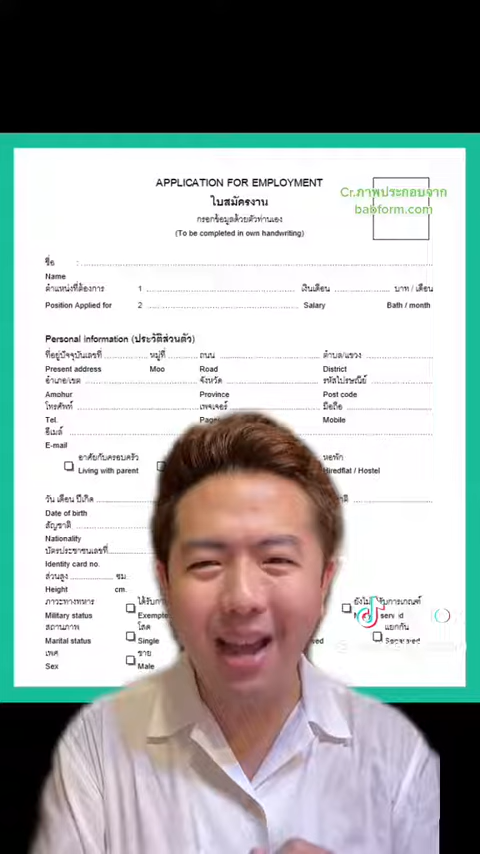 APPLICATION FOR EMPLOYMENT
ใบสมัครงาน
กรอกข้อมูลด้วยตัวท่านเอง
(To be completed in own handwriting)
Cr.ภาพประกอบจาก
babform.com
ชื่อ :
Name
ตำแหน่งที่ต้องการ 1 เงินเดือน บาท / เดือน
Position Applied for 2 Salary Bath / month
Personal information (ประวัติส่วนตัว)
ที่อยู่ปัจจุบันเลขที่ หมู่ที่ ถนน ตำบล/แขวง
Present address Moo Road District
อำเภอ/เขต จังหวัด รหัสไปรษณีย์
Amohur Province Post code
โทรศัพท์ เพจเจอร์ มือถือ
Tel. Mobile
อีเมล์
E-mail
อาศัยกับครอบครัว หอพัก
Living with parent Hiredflat / Hostel
วัน เดือน ปีเกิด
Date of birth
สัญชาติ
Nationality
บัตรประชาชนเลขที่
Identity card no.
ส่วนสูง ซม.
Height cm.
ภาวะทางทหาร
Military status
สถานภาพ โสด แยกกัน
Marital status Single
เพศ ชาย
Sex Male